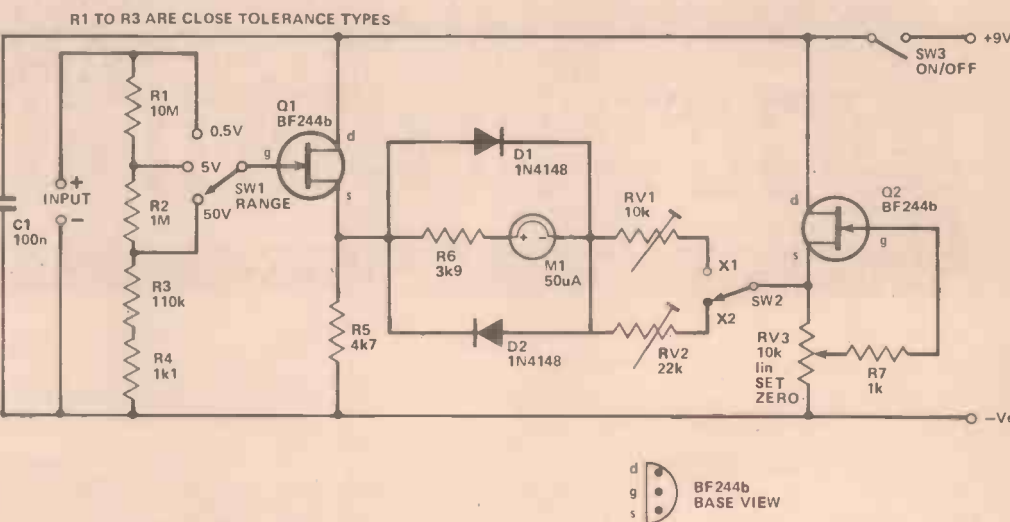 R1 TO R3 ARE CLOSE TOLERANCE TYPES
+9V
SW3
ON/OFF
R1
10M
0.5V
Q1
BF244b
d
g
s
5V
SW1
RANGE
50V
+
INPUT
−
C1
100n
R2
1M
R3
110k
R4
1k1
R5
4k7
D1
1N4148
R6
3k9
+ -
M1
50uA
D2
1N4148
RV1
10k
X1
X2
SW2
RV2
22k
Q2
BF244b
d
g
s
RV3
10k
lin
SET
ZERO
R7
1k
−Ve
d
g
s
BF244b
BASE VIEW